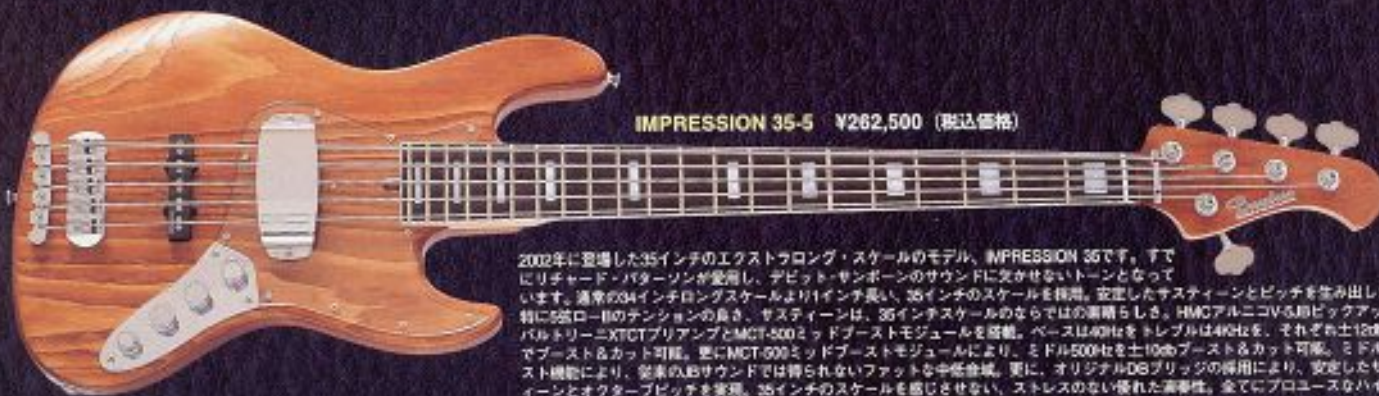 IMPRESSION 35-5 ¥262,500 (税込価格)
2002年に登場した35インチのエクストラロング・スケールのモデル、IMPRESSION 35です。すで
にリチャード・パターソンが愛用し、デビット・サンボーンのサウンドに欠かせないトーンとなって
います。通常の34インチロングスケールより1インチ長い、35インチのスケールを採用。安定したサスティーンとピッチを生み出し
特に5弦ローBのテンションの良さ、サスティーンは、35インチスケールのならではの素晴らしさ。HMCアルニコV-5JBピックアッ
バルトリーニXTCTプリアンプとMCT-500ミッドブーストモジュールを搭載。ベースは40Hzをトレブルは4KHzを、それぞれ±12db
でブースト&カット可能。更にMCT-500ミッドブーストモジュールにより、ミドル500Hzを±10dbブースト&カット可能。ミドル
スト機能により、従来のJBサウンドでは得られないファットな中低音域。更に、オリジナルDBブリッジの採用により、安定したサ
ィーンとオクターブピッチを実現。35インチのスケールを感じさせない、ストレスのない優れた演奏性。全てにプロユースなハイ